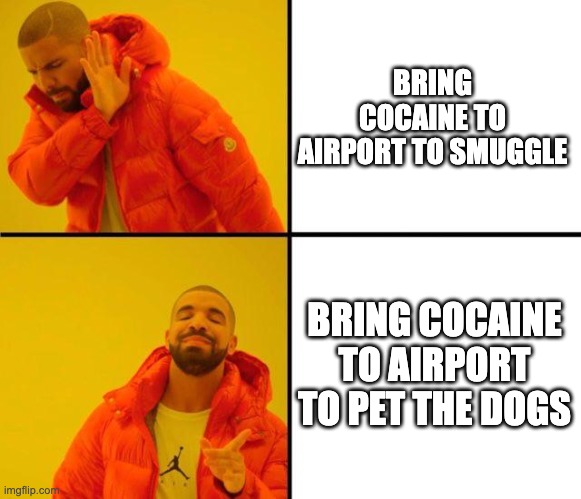 BRING
COCAINE TO
AIRPORT TO SMUGGLE
BRING COCAINE
TO AIRPORT
TO PET THE DOGS
imgflip.com